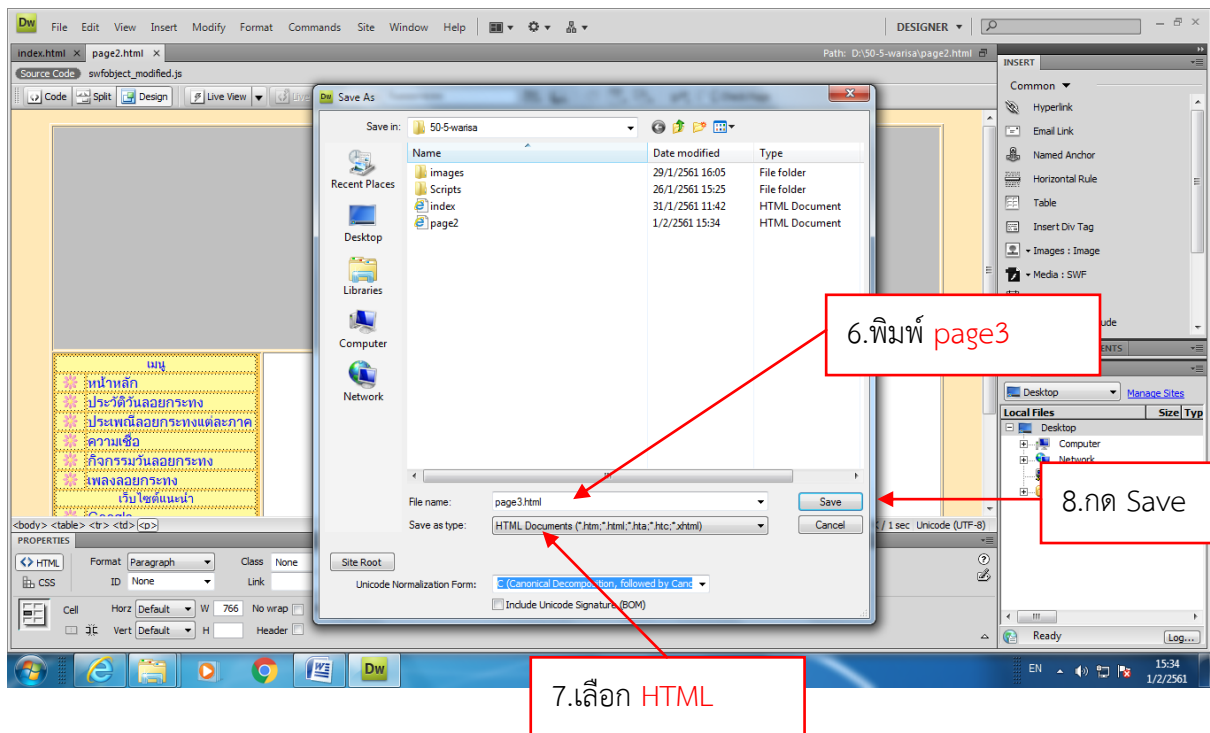 Dw File Edit View Insert Modify Format Commands Site Window Help DESIGNER
index.html × page2.html × Path: D:\50-5-warisa\page2.html
Source Code swfobject_modified.js
Code Split Design Live View
Dw Save As
Save in: 50-5-warisa
Name Date modified Type
images 29/1/2561 16:05 File folder
Scripts 26/1/2561 15:25 File folder
index 31/1/2561 11:42 HTML Document
page2 1/2/2561 15:34 HTML Document
Recent Places
Desktop
Libraries
Computer
Network
File name: page3.html Save
Save as type: HTML Documents (*.htm;*.html;*.hta;*.htc;*.xhtml) Cancel
Site Root
Unicode Normalization Form: C (Canonical Decomposition, followed by Canc
Include Unicode Signature (BOM)
เมนู
หน้าหลัก
ประวัติวันลอยกระทง
ประเพณีลอยกระทงแต่ละภาค
ความเชื่อ
กิจกรรมวันลอยกระทง
เพลงลอยกระทง
เว็บไซต์แนะนำ
Google
<body> <table> <tr> <td> <p> / 1 sec Unicode (UTF-8)
PROPERTIES
HTML Format Paragraph Class None
CSS ID None Link
Cell Horz Default W 766 No wrap
Vert Default H Header
INSERT
Common
Hyperlink
Email Link
Named Anchor
Horizontal Rule
Table
Insert Div Tag
Images : Image
Media : SWF
ude
ENTS
Desktop Manage Sites
Local Files Size Typ
Desktop
Computer
Network
Ready Log...
6.พิมพ์ page3
8.กด Save
7.เลือก HTML
Dw EN 15:34
1/2/2561